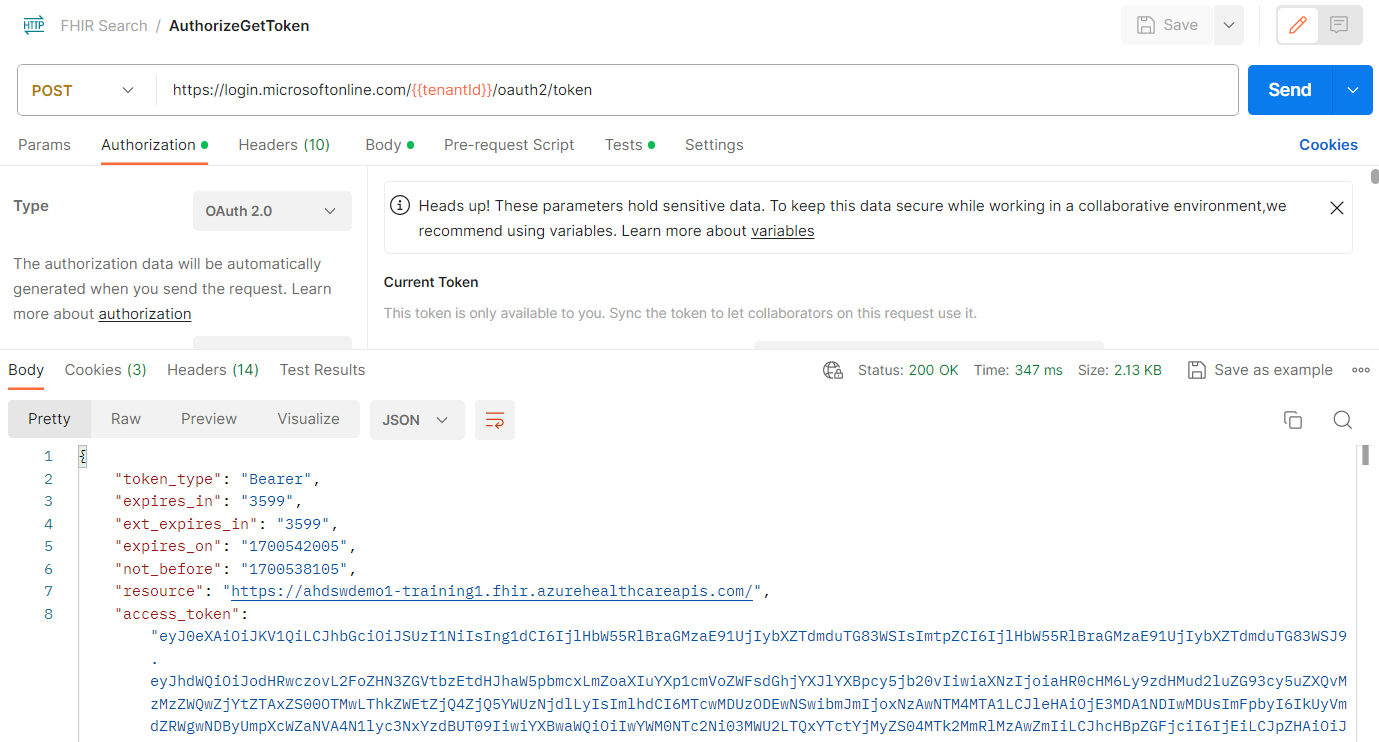 HTTP FHIR Search / AuthorizeGetToken Save
POST https://login.microsoftonline.com/{{tenantId}}/oauth2/token Send
Params Authorization Headers (10) Body Pre-request Script Tests Settings Cookies
Type OAuth 2.0
Heads up! These parameters hold sensitive data. To keep this data secure while working in a collaborative environment,we
recommend using variables. Learn more about variables
The authorization data will be automatically
generated when you send the request. Learn
more about authorization
Current Token
This token is only available to you. Sync the token to let collaborators on this request use it.
Body Cookies (3) Headers (14) Test Results Status: 200 OK Time: 347 ms Size: 2.13 KB Save as example
Pretty Raw Preview Visualize JSON
1 {
2 "token_type": "Bearer",
3 "expires_in": "3599",
4 "ext_expires_in": "3599",
5 "expires_on": "1700542005",
6 "not_before": "1700538105",
7 "resource": "https://ahdswdemo1-training1.fhir.azurehealthcareapis.com/",
8 "access_token":
"eyJ0eXAiOiJKV1QiLCJhbGciOiJSUzI1NiIsIng1dCI6IjlHbW55RlBraGMzaE91UjIybXZTdmduTG83WSIsImtpZCI6IjlHbW55RlBraGMzaE91UjIybXZTdmduTG83WSJ9
.